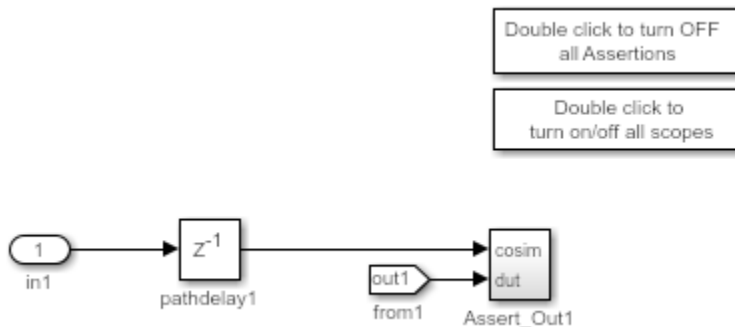 Double click to turn OFF
all Assertions
Double click to
turn on/off all scopes
1
in1
Z-1
pathdelay1
out1
from1
cosim
dut
Assert_Out1